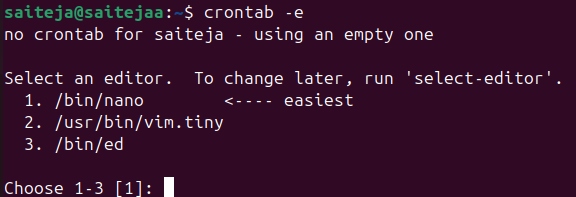 saiteja@saitejaa:~$ crontab -e
no crontab for saiteja - using an empty one
Select an editor.  To change later, run 'select-editor'.
  1. /bin/nano        <---- easiest
  2. /usr/bin/vim.tiny
  3. /bin/ed
Choose 1-3 [1]: